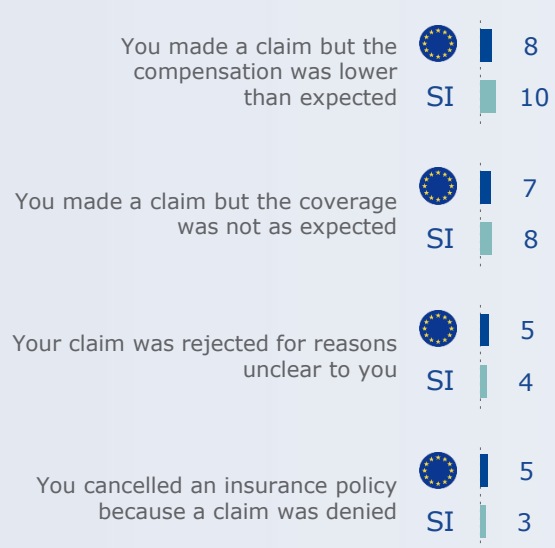 You made a claim but the
compensation was lower
than expected
8
SI 10
You made a claim but the coverage
was not as expected
7
SI 8
Your claim was rejected for reasons
unclear to you
5
SI 4
You cancelled an insurance policy
because a claim was denied
5
SI 3